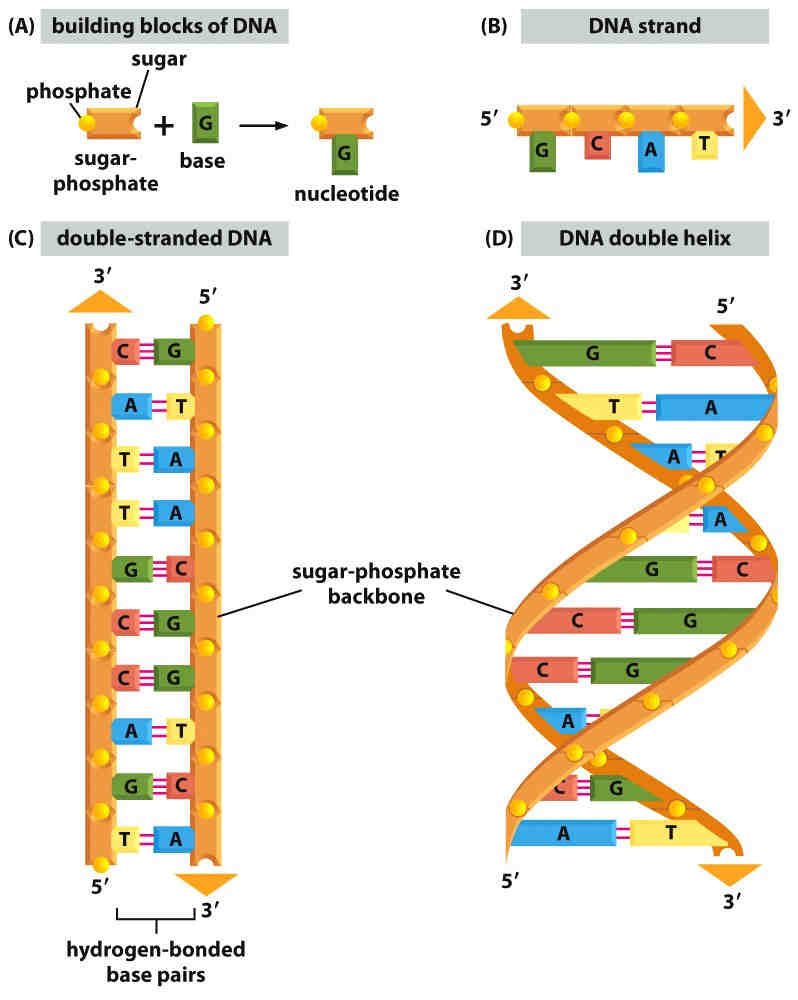 (A) building blocks of DNA
sugar
phosphate
G
sugar-
phosphate
base
G
nucleotide
(B) DNA strand
5′
3′
G C A T
(C) double-stranded DNA
3′
5′
C G
A T
T A
T A
G C
C G
C G
A T
G C
T A
5′
3′
hydrogen-bonded
base pairs
sugar-phosphate
backbone
(D) DNA double helix
3′
5′
G C
T A
A T
A
G C
C G
C G
A
C G
A T
5′
3′